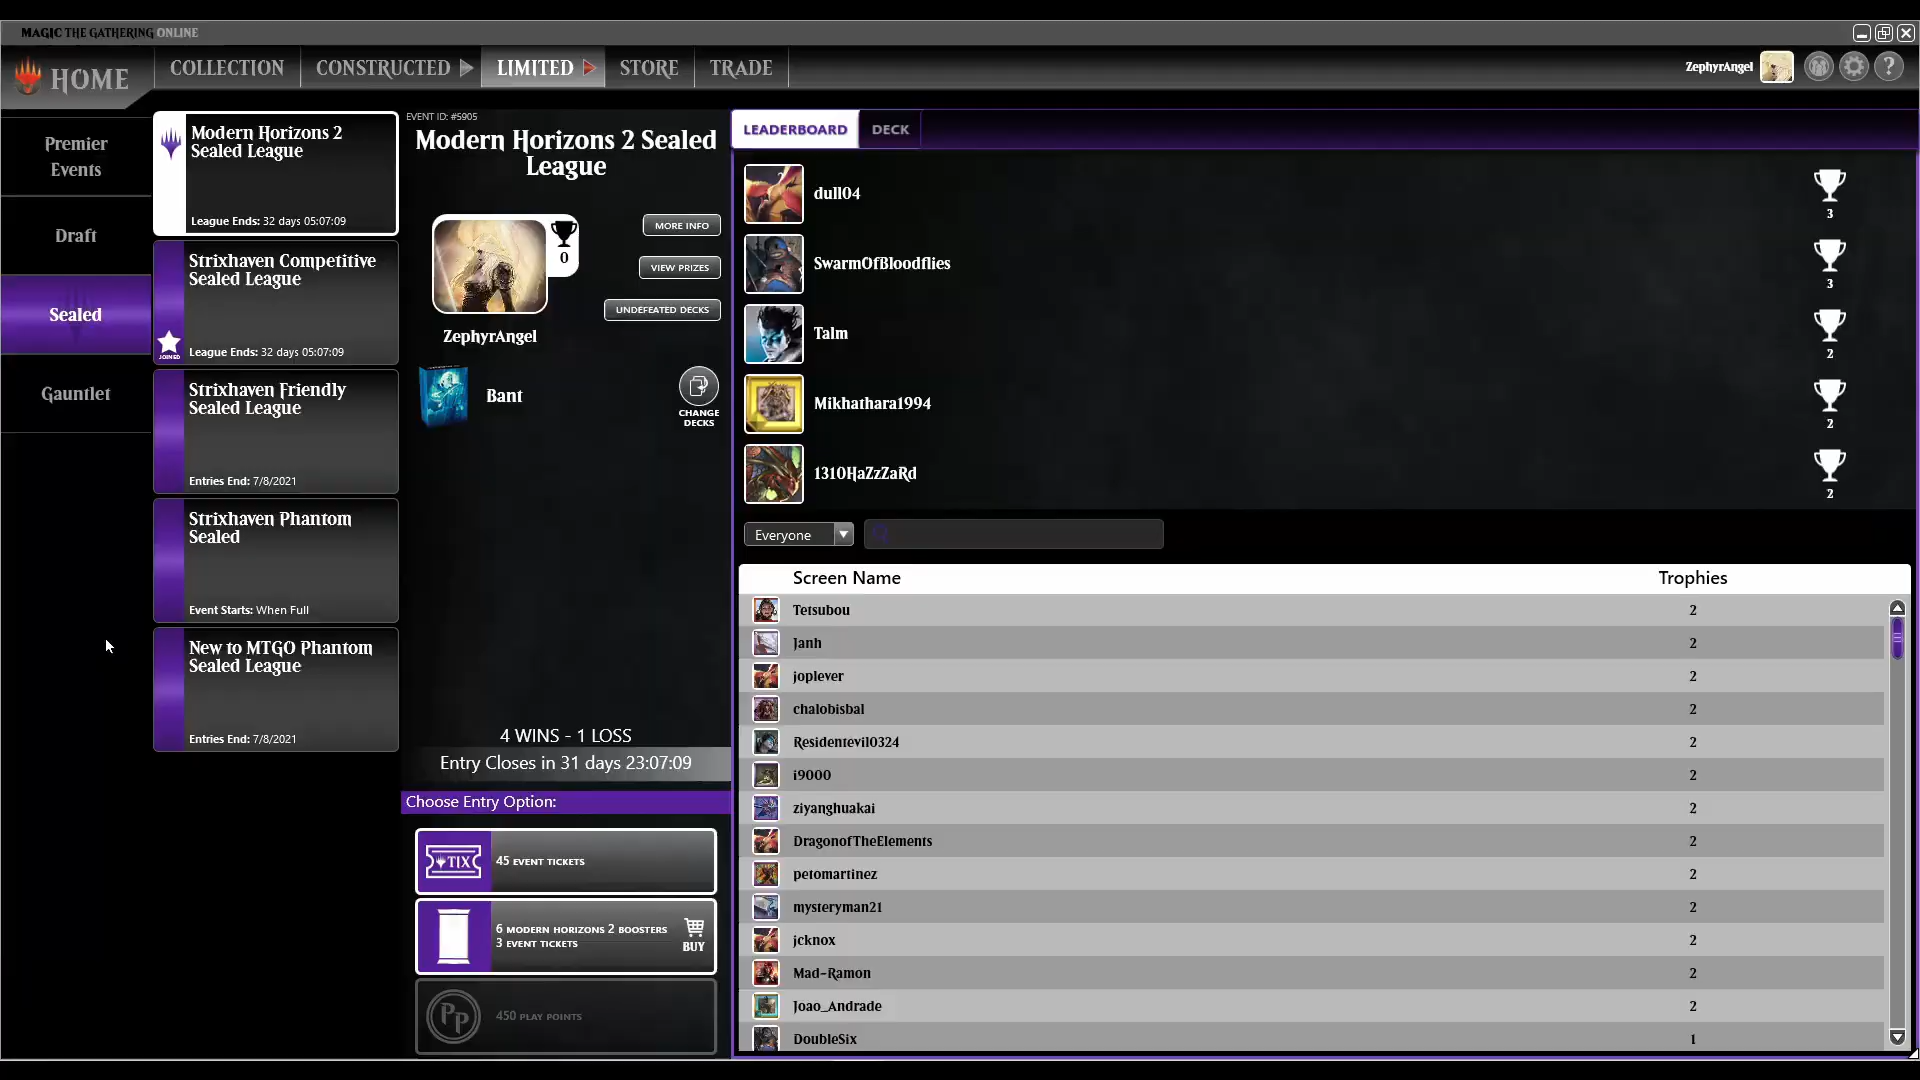 MAGIC THE GATHERING ONLINE
HOME
COLLECTION
CONSTRUCTED
LIMITED
STORE
TRADE
ZephyrAngel
?
Premier
Events
Draft
Sealed
Gauntlet
Modern Horizons 2
Sealed League
League Ends: 32 days 05:07:09
Strixhaven Competitive
Sealed League
JOINED
League Ends: 32 days 05:07:09
Strixhaven Friendly
Sealed League
Entries End: 7/8/2021
Strixhaven Phantom
Sealed
Event Starts: When Full
New to MTGO Phantom
Sealed League
Entries End: 7/8/2021
EVENT ID: #5905
Modern Horizons 2 Sealed
League
0
MORE INFO
VIEW PRIZES
UNDEFEATED DECKS
ZephyrAngel
Bant
CHANGE
DECKS
4 WINS - 1 LOSS
Entry Closes in 31 days 23:07:09
Choose Entry Option:
TIX
45 EVENT TICKETS
6 MODERN HORIZONS 2 BOOSTERS
3 EVENT TICKETS
BUY
PP
450 PLAY POINTS
LEADERBOARD
DECK
dull04
3
SwarmOfBloodflies
3
Talm
2
Mikhathara1994
2
1310HaZzZaRd
2
Everyone
Screen Name Trophies
Tetsubou 2
Janh 2
joplever 2
chalobisbal 2
Residentevil0324 2
i9000 2
ziyanghuakai 2
DragonofTheElements 2
petomartinez 2
mysteryman21 2
jcknox 2
Mad-Ramon 2
Joao_Andrade 2
DoubleSix 1